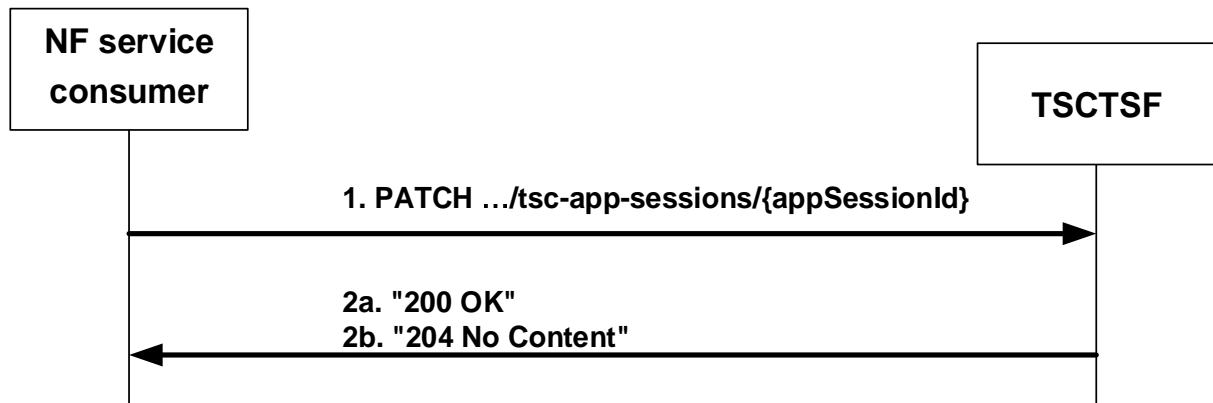 NF service
consumer
TSCTSF
1. PATCH …/tsc-app-sessions/{appSessionId}
2a. "200 OK"
2b. "204 No Content"